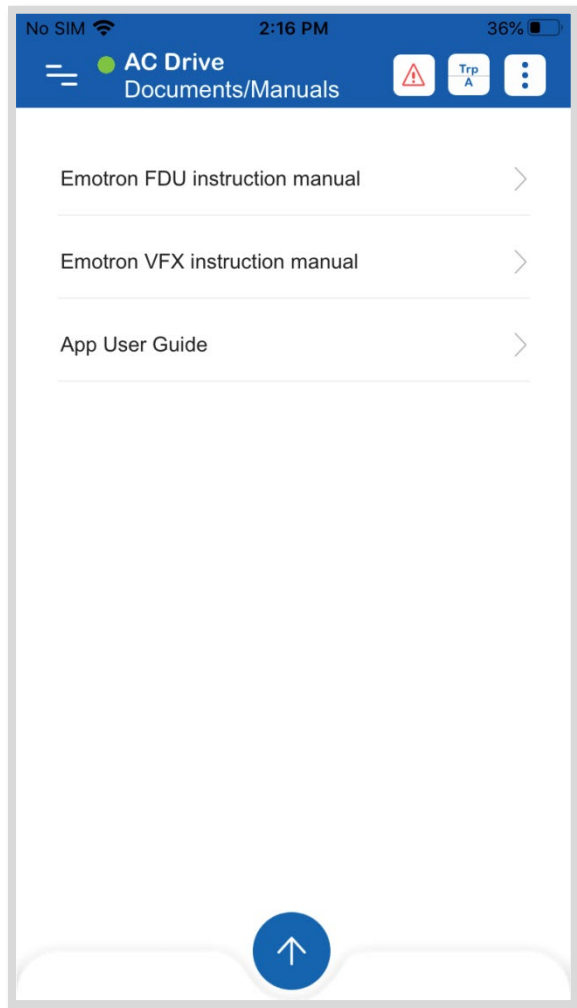 No SIM 2:16 PM 36%
AC Drive
Documents/Manuals
Trp
A
Emotron FDU instruction manual
Emotron VFX instruction manual
App User Guide